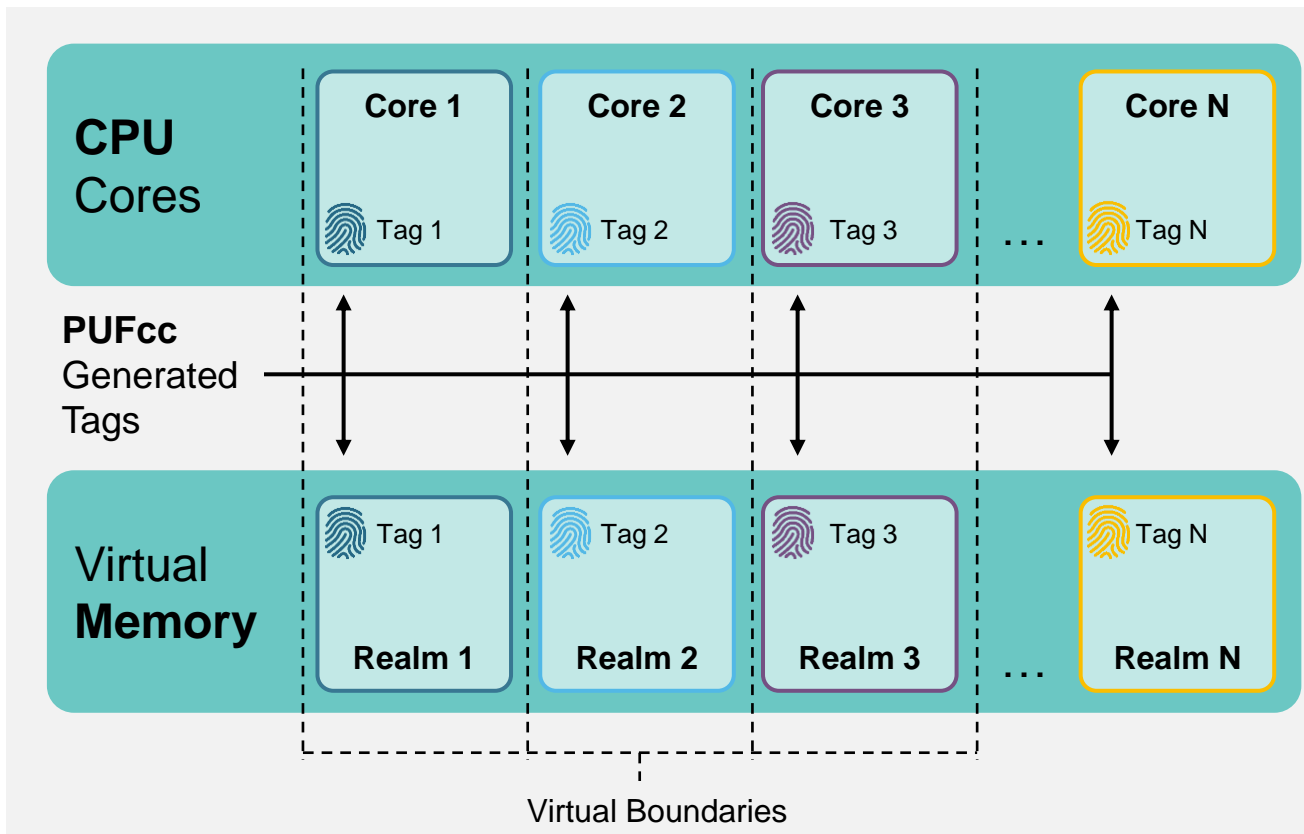 CPU
Cores
Core 1
Core 2
Core 3
Core N
Tag 1
Tag 2
Tag 3
...
Tag N
PUFcc
Generated
Tags
Virtual
Memory
Tag 1
Tag 2
Tag 3
Tag N
Realm 1
Realm 2
Realm 3
...
Realm N
Virtual Boundaries